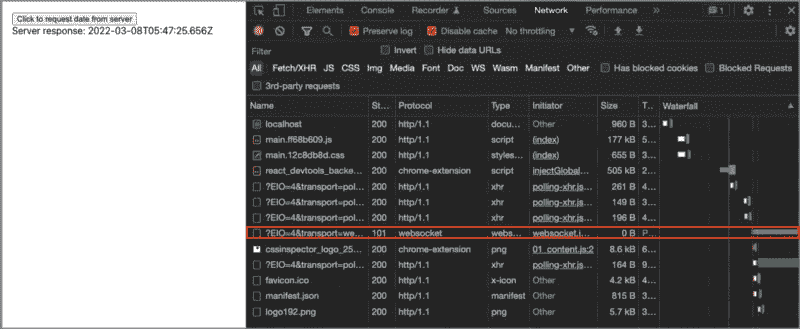 Click to request date from server
Server response: 2022-03-08T05:47:25.656Z
Elements Console Recorder Sources Network Performance 1
Preserve log Disable cache No throttling
Filter Invert Hide data URLs
All Fetch/XHR JS CSS Img Media Font Doc WS Wasm Manifest Other Has blocked cookies Blocked Requests
3rd-party requests
Name St... Protocol Type Initiator Size T... Waterfall
localhost 200 http/1.1 docu... Other 960 B 3...
main.ff68b609.js 200 http/1.1 script (index) 177 kB 5...
main.12c8db8d.css 200 http/1.1 styles... (index) 655 B 3...
react_devtools_backe... 200 chrome-extension script injectGlobal... 505 kB 2...
?EIO=4&transport=pol... 200 http/1.1 xhr polling-xhr.js... 261 B 4...
?EIO=4&transport=pol... 200 http/1.1 xhr polling-xhr.js... 149 B 3...
?EIO=4&transport=pol... 200 http/1.1 xhr polling-xhr.js... 196 B 4...
?EIO=4&transport=we... 101 websocket webs... websocket.j... 0 B P...
cssinspector_logo_25... 200 chrome-extension png 01_content.js:2 8.6 kB 6...
?EIO=4&transport=pol... 200 http/1.1 xhr polling-xhr.js... 164 B 9...
favicon.ico 200 http/1.1 x-icon Other 4.2 kB 4...
manifest.json 200 http/1.1 manifest Other 815 B 3...
logo192.png 200 http/1.1 png Other 5.7 kB 3...